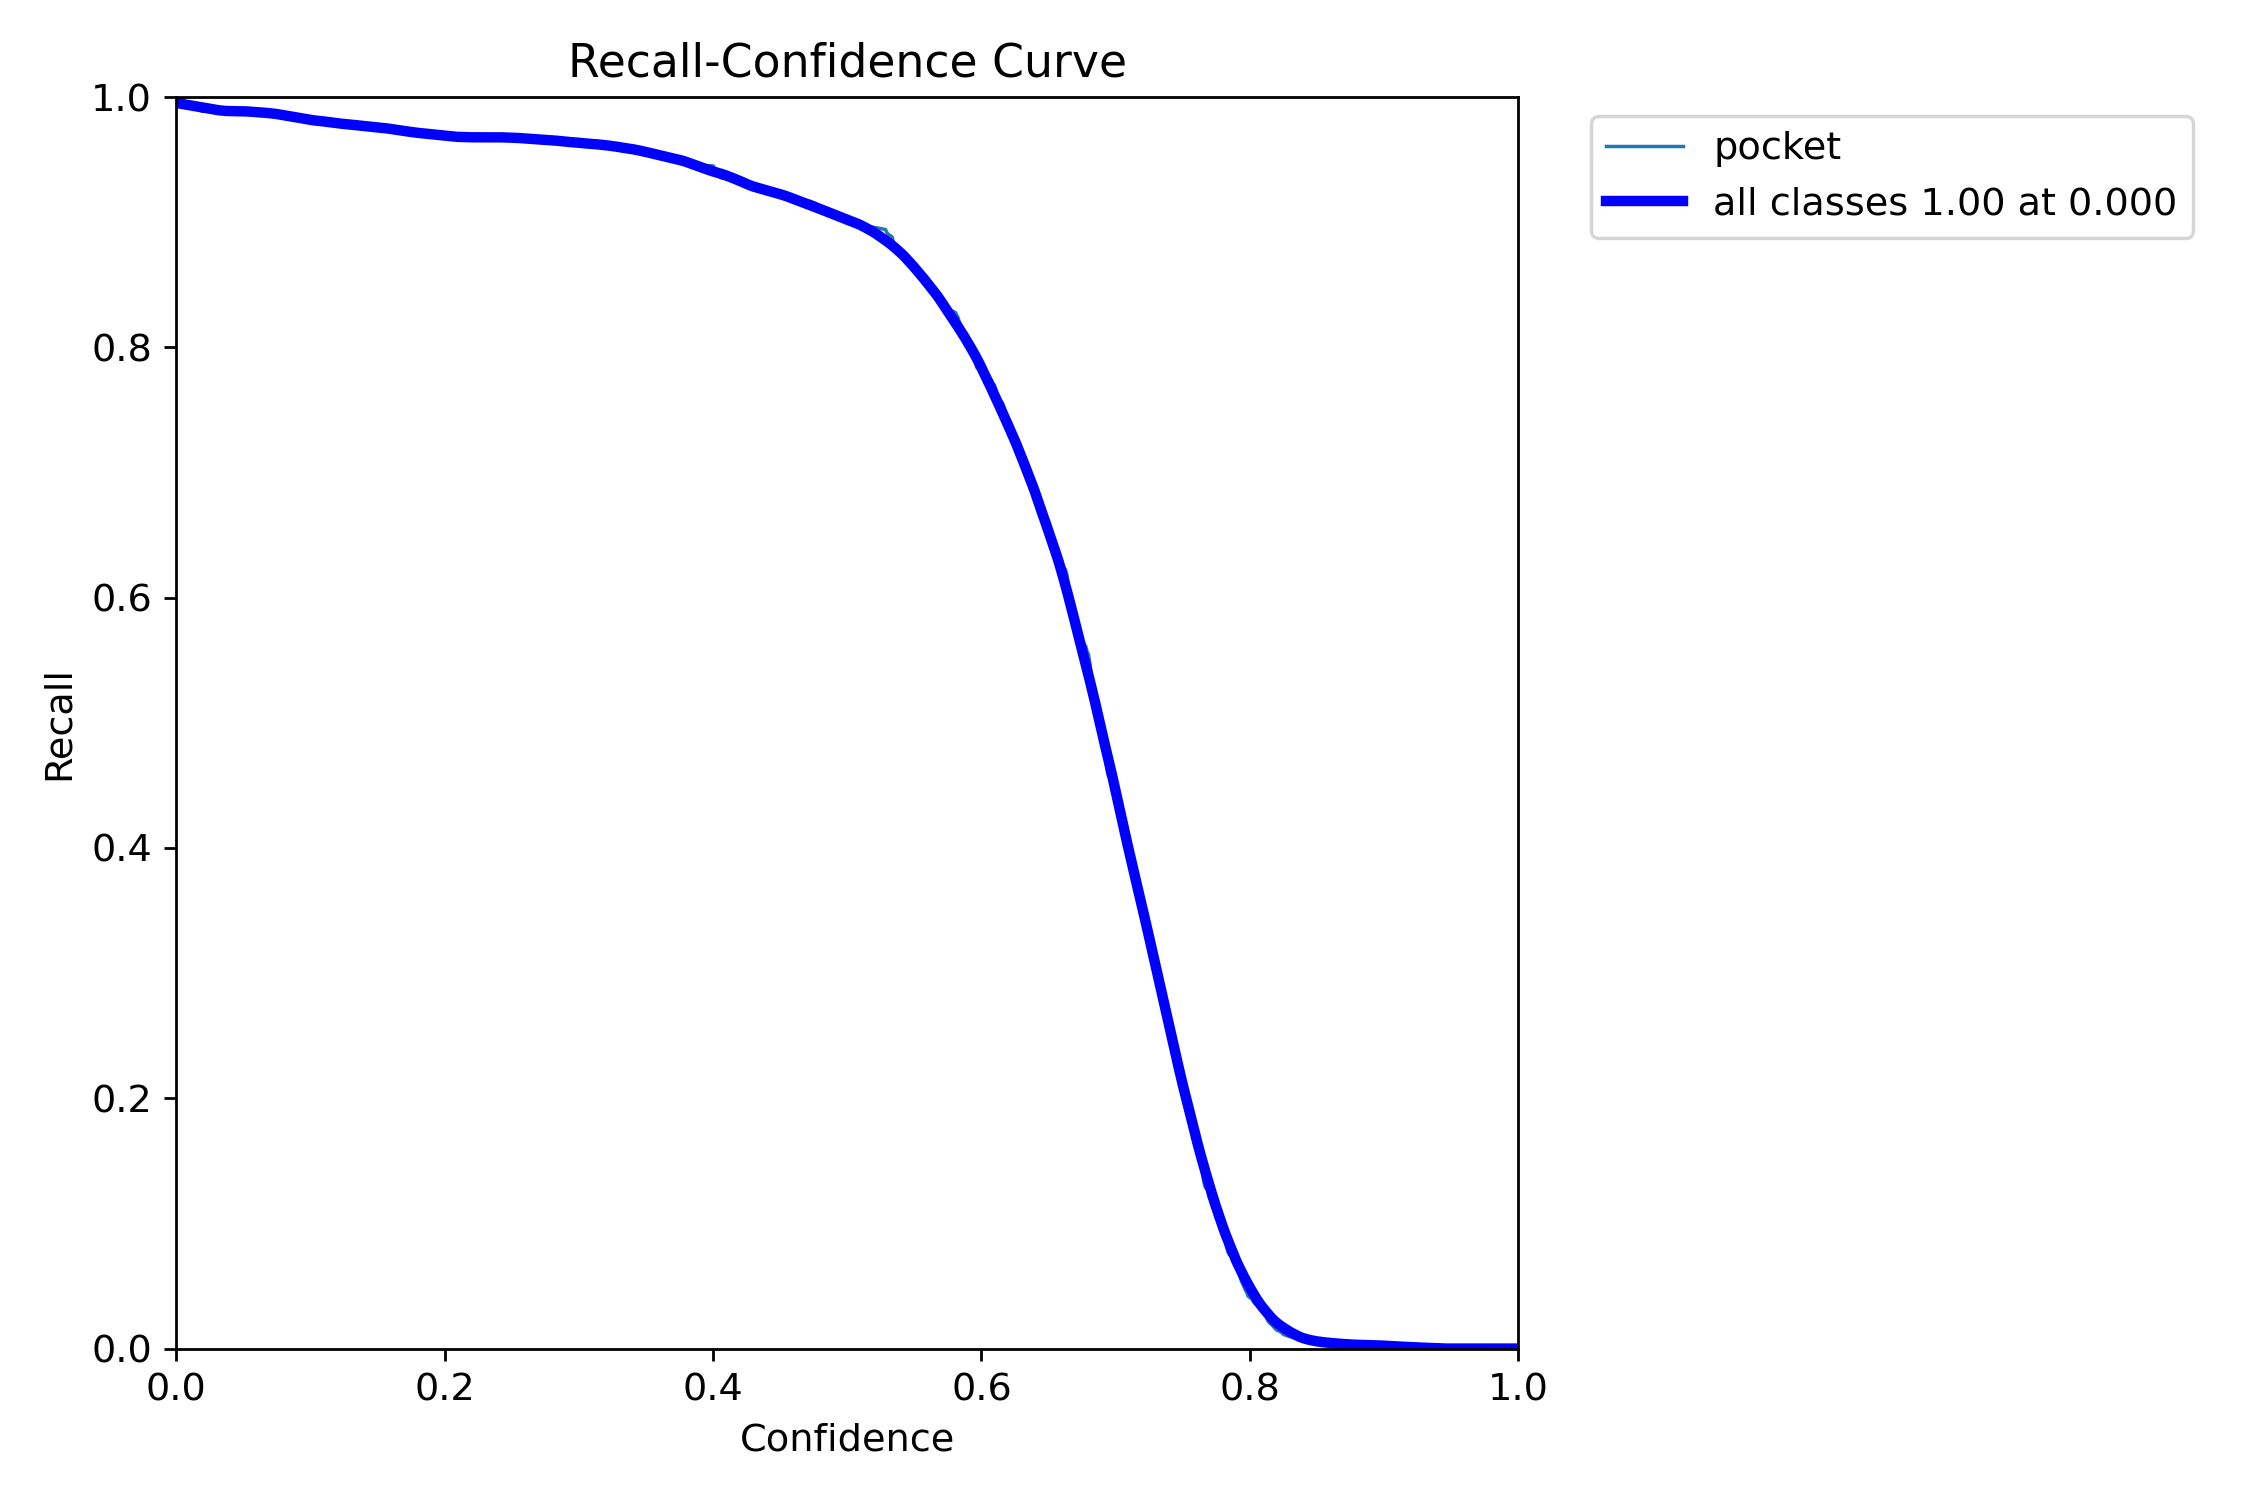 Recall-Confidence Curve
1.0
0.8
0.6
0.4
0.2
0.0
Recall
0.0 0.2 0.4 0.6 0.8 1.0
Confidence
pocket
all classes 1.00 at 0.000